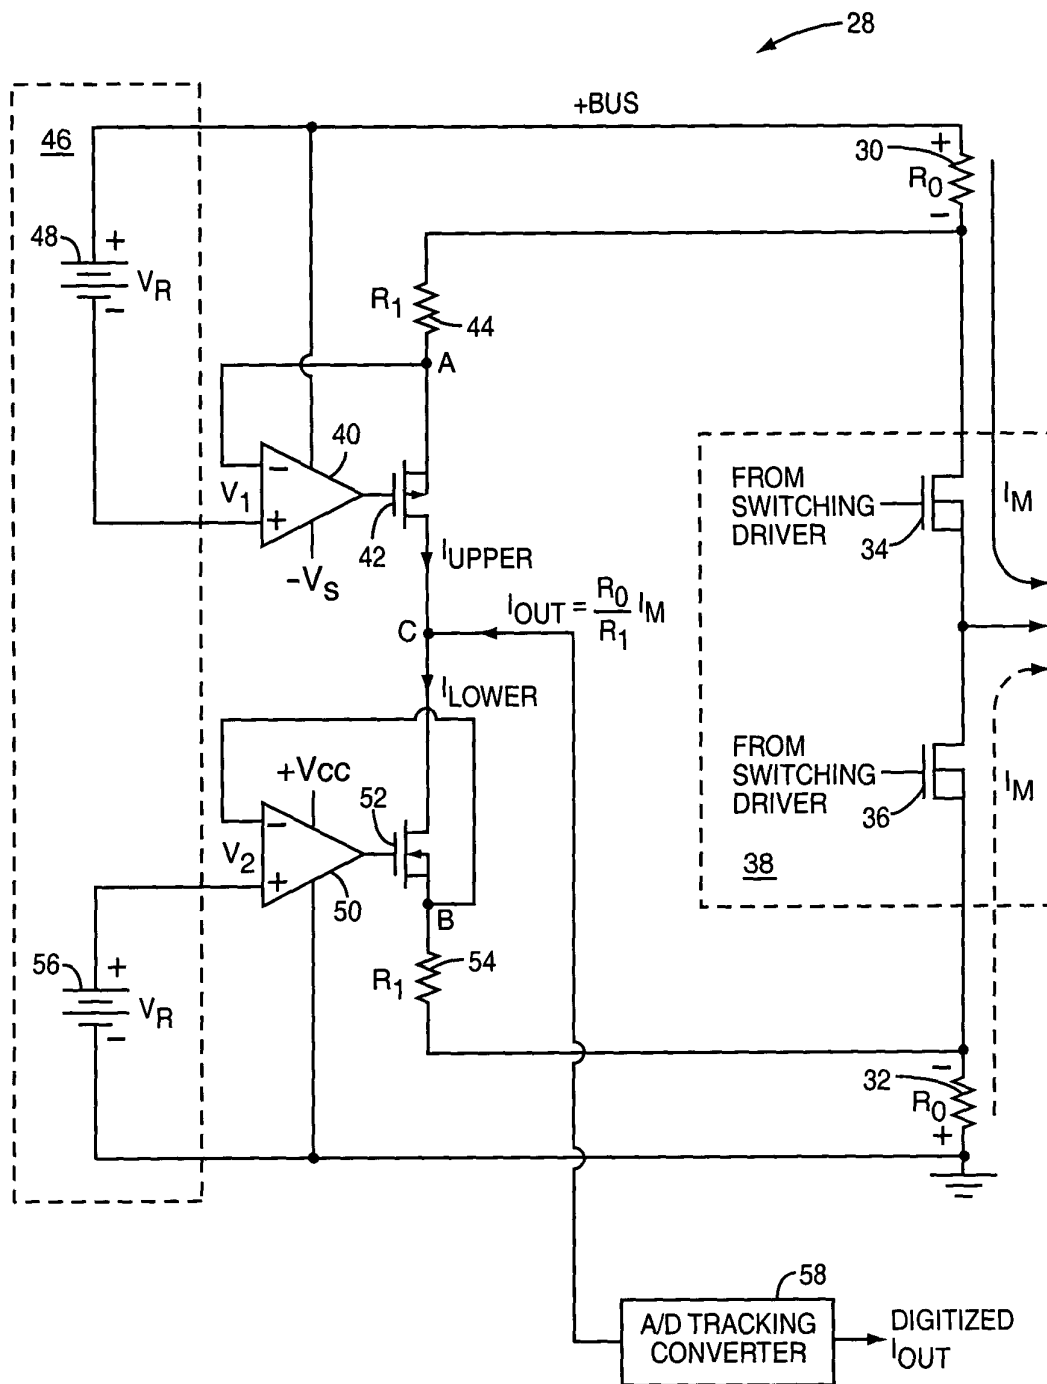 28
+BUS
46
30
+
R0
−
48
+
VR
−
R1
44
A
40
−
V1
+
42
−VS
FROM
SWITCHING
DRIVER
34
IM
IUPPER
IOUT = R0/R1 IM
C
ILOWER
+VCC
52
−
V2
+
50
B
FROM
SWITCHING
DRIVER
36
IM
38
56
+
VR
−
R1
54
−
32
R0
+
58
A/D TRACKING
CONVERTER
DIGITIZED
IOUT